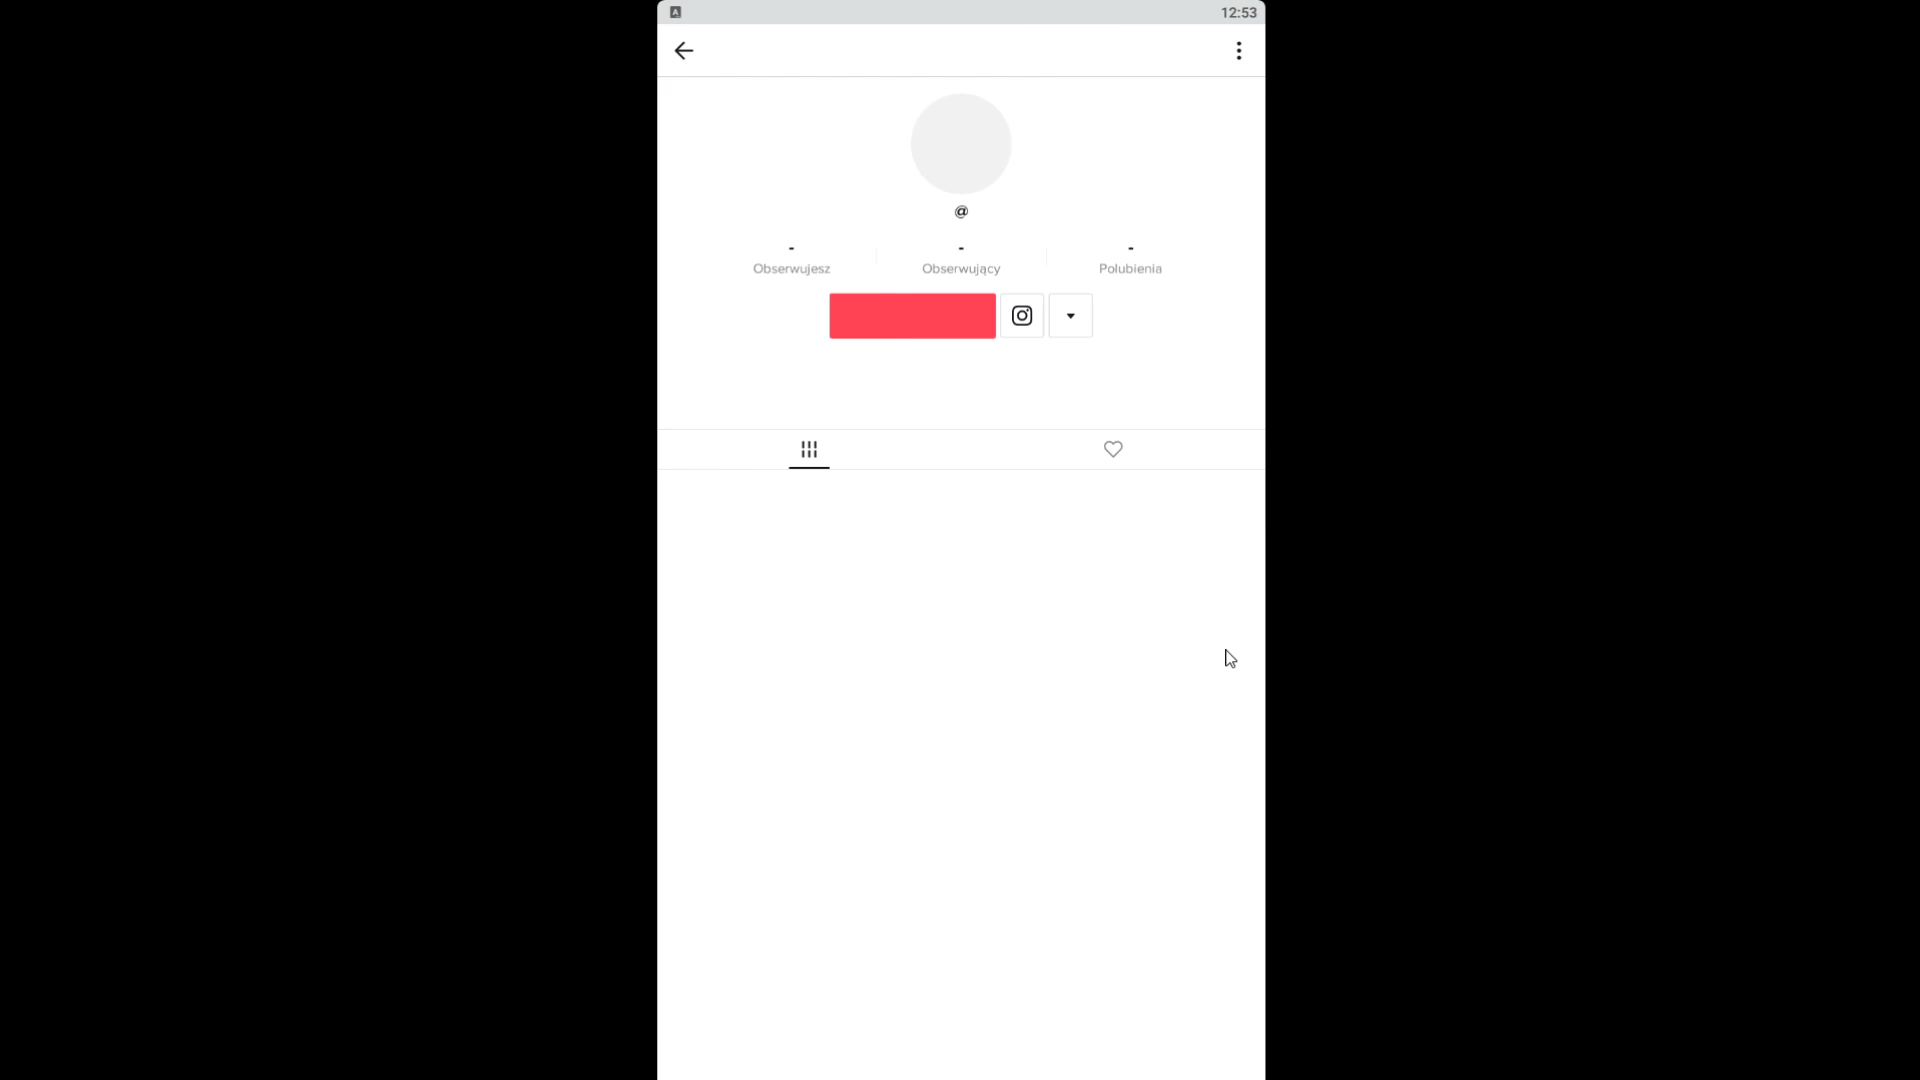 A
12:53
@
- - -
Obserwujesz Obserwujący Polubienia